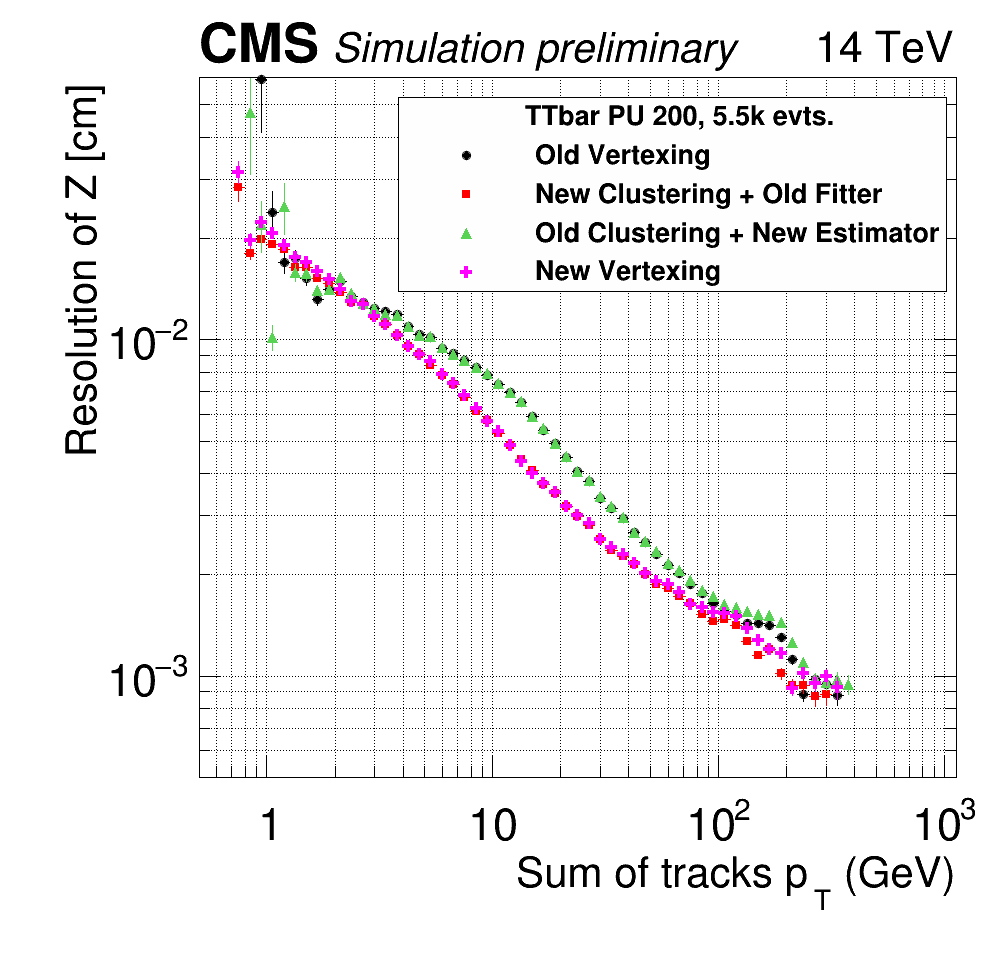 CMS Simulation preliminary 14 TeV
Resolution of Z [cm]
TTbar PU 200, 5.5k evts.
Old Vertexing
New Clustering + Old Fitter
Old Clustering + New Estimator
New Vertexing
10⁻²
10⁻³
1 10 10² 10³
Sum of tracks p_T (GeV)